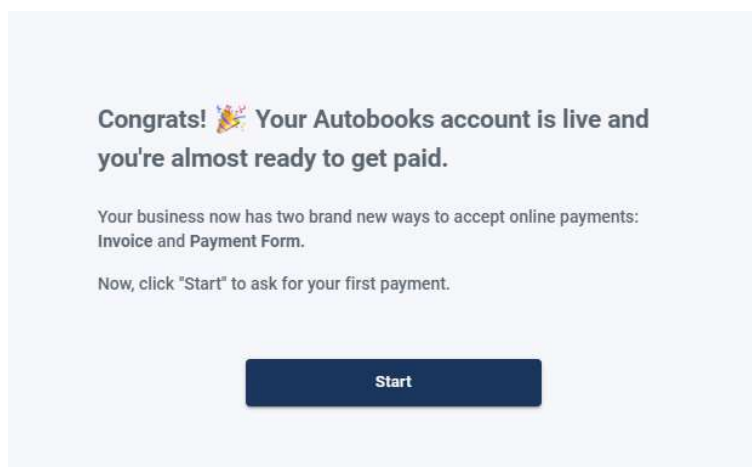 Congrats! 🎉 Your Autobooks account is live and
you're almost ready to get paid.
Your business now has two brand new ways to accept online payments:
Invoice and Payment Form.
Now, click "Start" to ask for your first payment.
Start